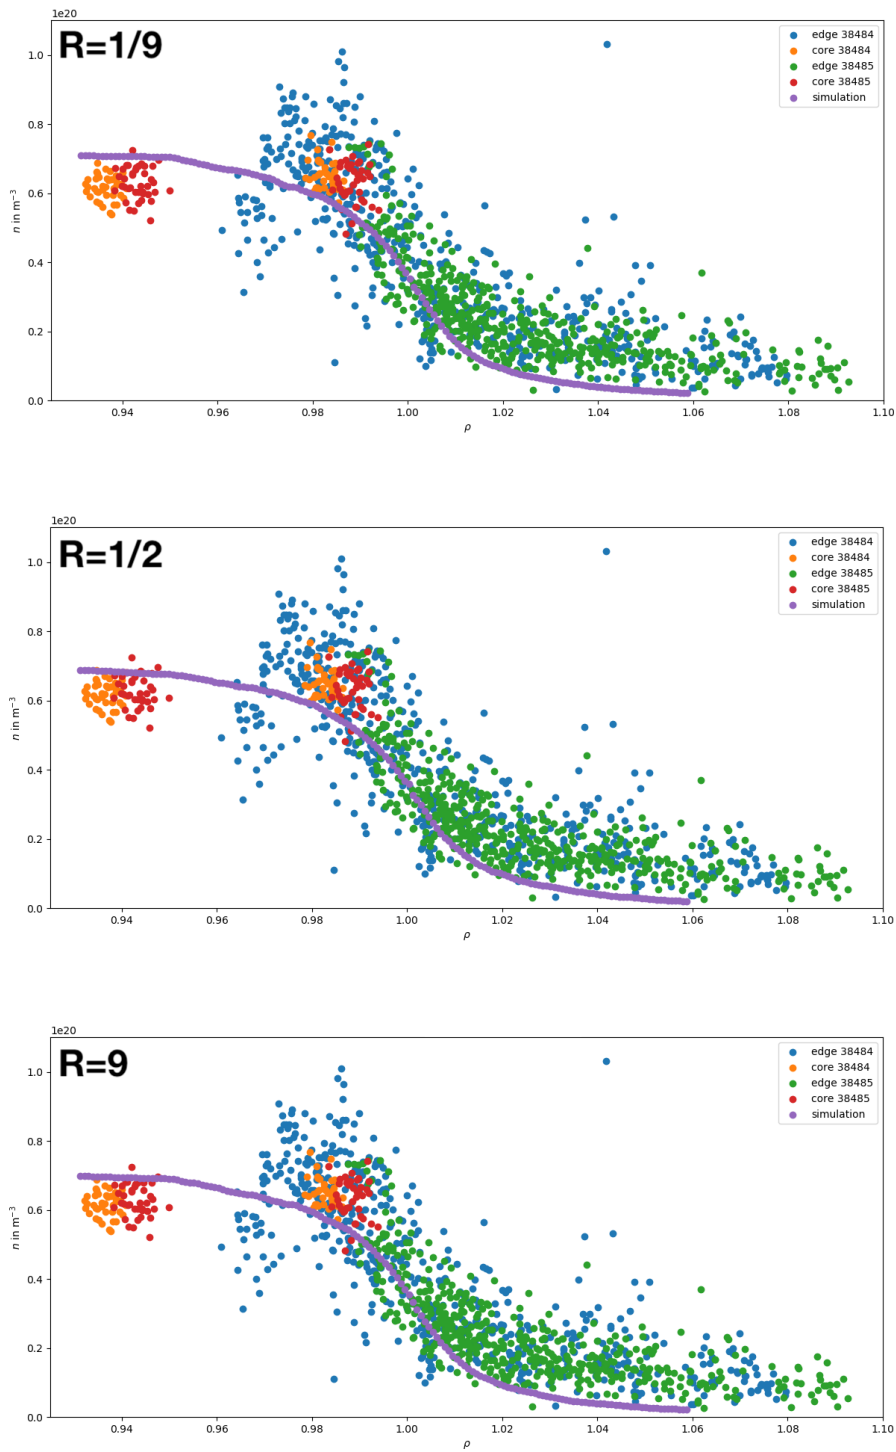 1e20
R=1/9
edge 38484
core 38484
edge 38485
core 38485
simulation
1.0
0.8
0.6
0.4
0.2
0.0
n in m⁻³
0.94 0.96 0.98 1.00 1.02 1.04 1.06 1.08 1.10
ρ
1e20
R=1/2
edge 38484
core 38484
edge 38485
core 38485
simulation
1.0
0.8
0.6
0.4
0.2
0.0
n in m⁻³
0.94 0.96 0.98 1.00 1.02 1.04 1.06 1.08 1.10
ρ
1e20
R=9
edge 38484
core 38484
edge 38485
core 38485
simulation
1.0
0.8
0.6
0.4
0.2
0.0
n in m⁻³
0.94 0.96 0.98 1.00 1.02 1.04 1.06 1.08 1.10
ρ